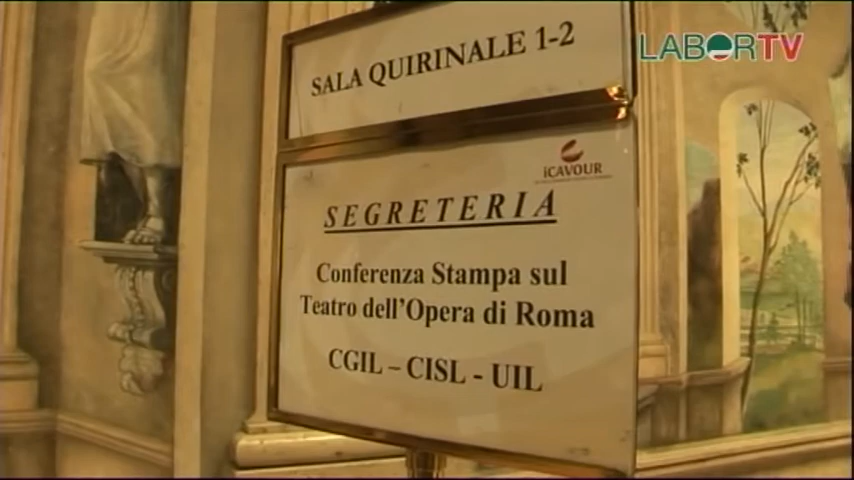 LABORTV
SALA QUIRINALE 1-2
iCAVOUR
SEGRETERIA
Conferenza Stampa sul
Teatro dell'Opera di Roma
CGIL – CISL - UIL